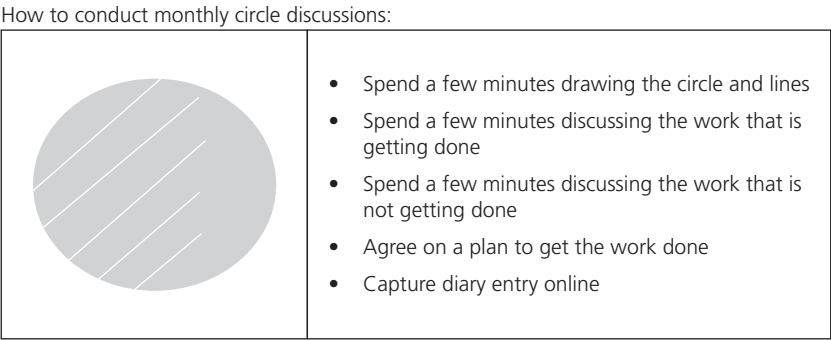 How to conduct monthly circle discussions:
• Spend a few minutes drawing the circle and lines
• Spend a few minutes discussing the work that is
getting done
• Spend a few minutes discussing the work that is
not getting done
• Agree on a plan to get the work done
• Capture diary entry online